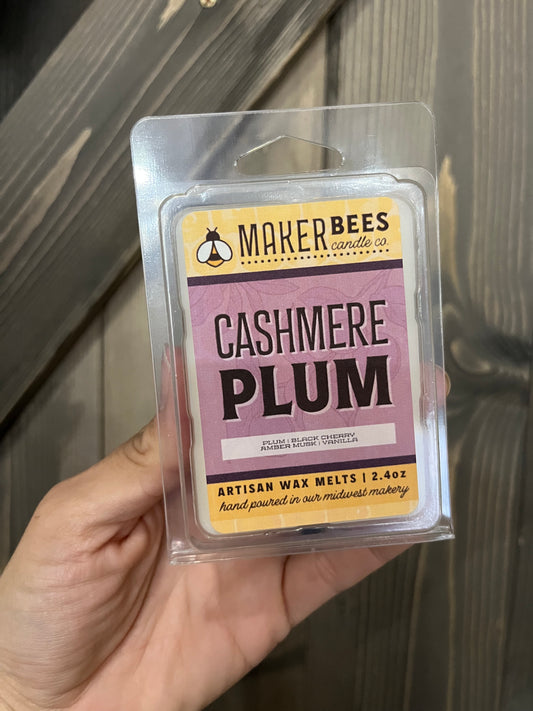 MAKER BEES
candle co.
CASHMERE
PLUM
PLUM | BLACK CHERRY
AMBER MUSK | VANILLA
ARTISAN WAX MELTS | 2.4oz
hand poured in our midwest makery